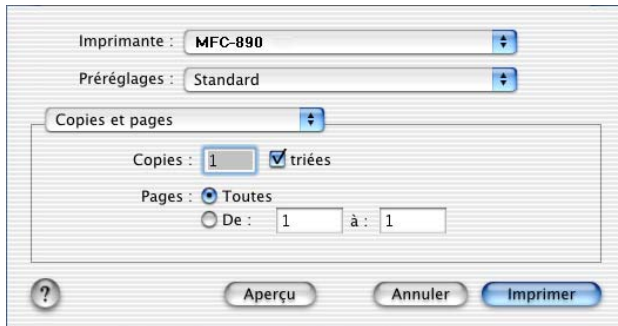 Imprimante : MFC-890
Préréglages : Standard
Copies et pages
Copies : 1 triées
Pages : Toutes
De : 1 à : 1
? Aperçu Annuler Imprimer